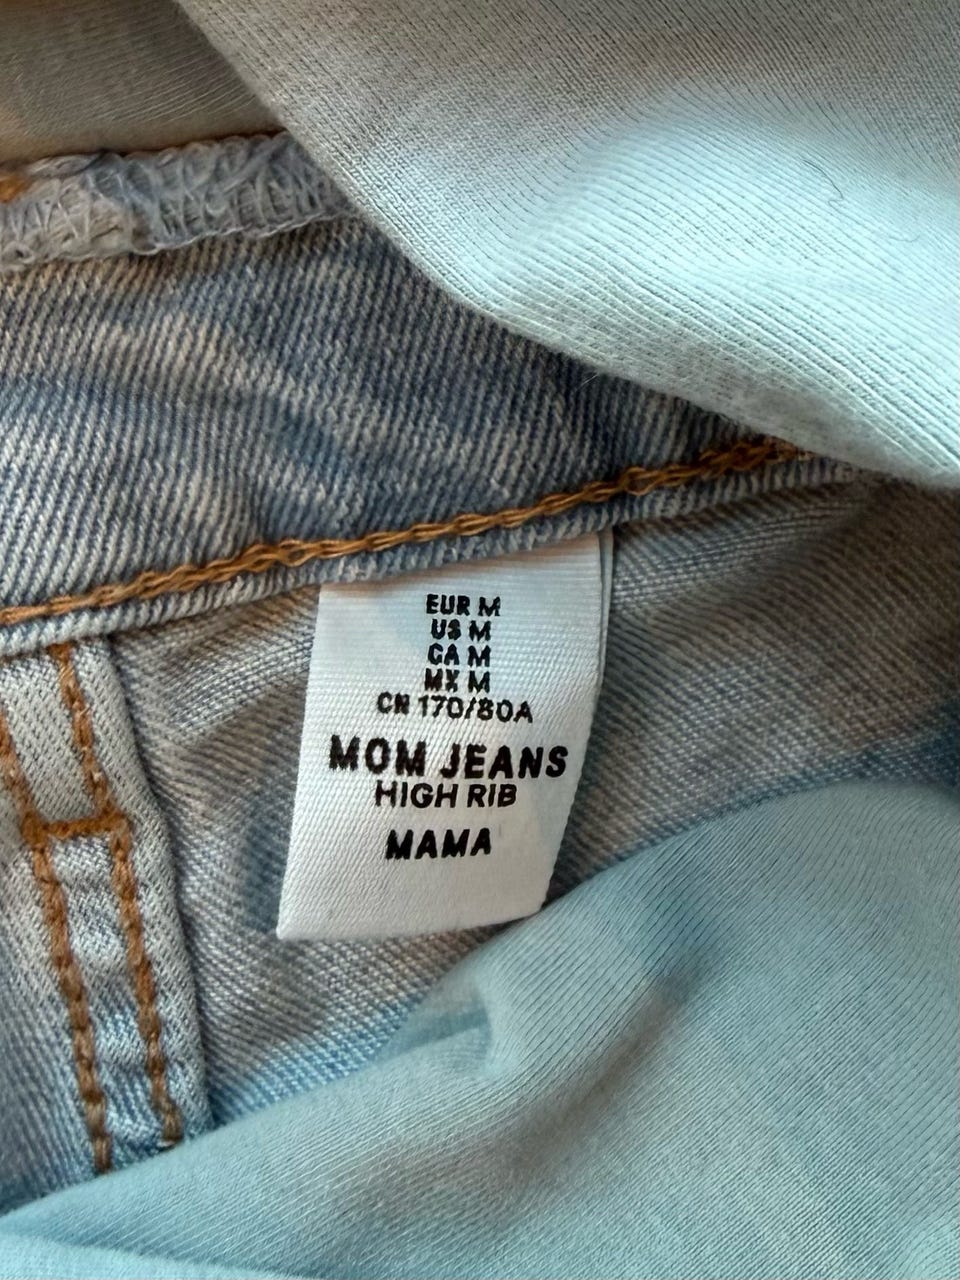 EUR M
US M
CA M
MX M
CN 170/80A
MOM JEANS
HIGH RIB
MAMA